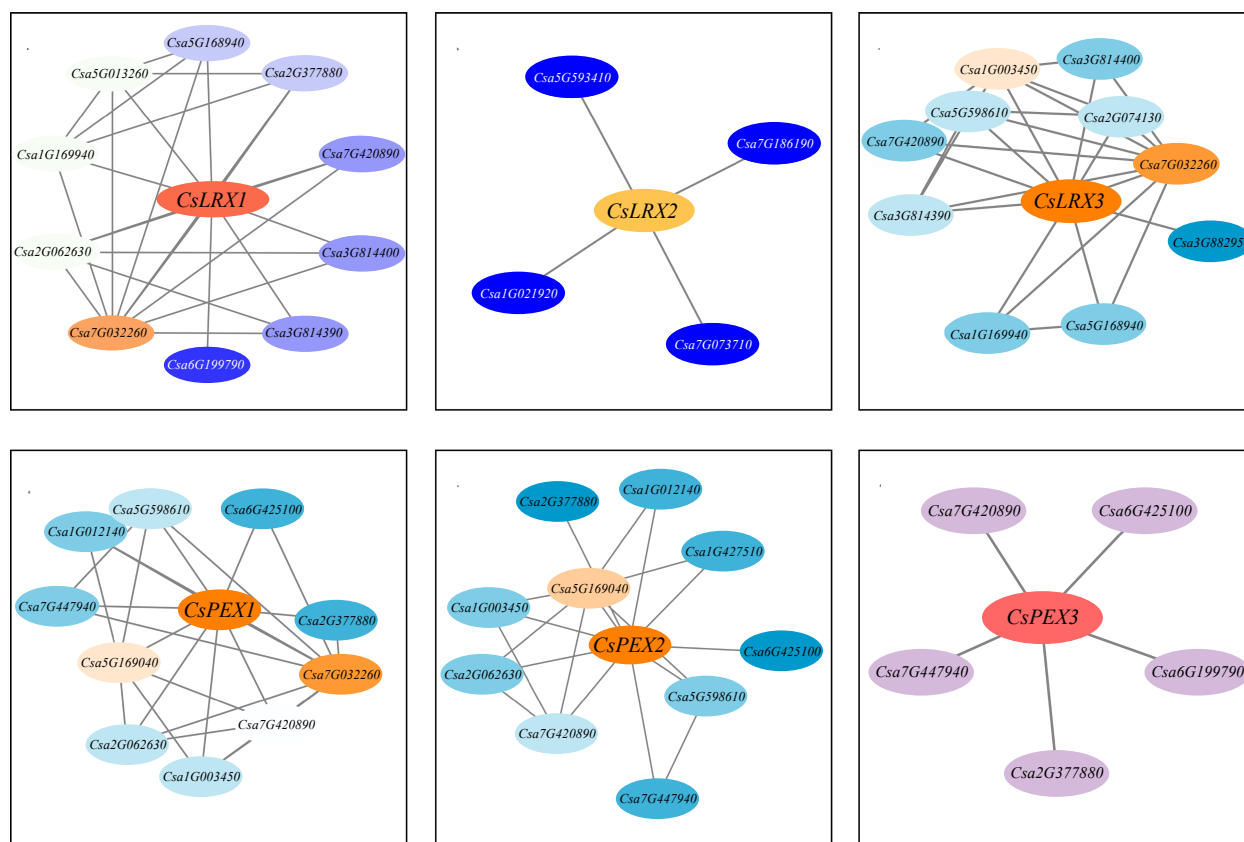 Csa5G168940
Csa5G013260
Csa2G377880
Csa1G169940
Csa7G420890
CsLRX1
Csa2G062630
Csa3G814400
Csa7G032260
Csa3G814390
Csa6G199790
Csa5G593410
Csa7G186190
CsLRX2
Csa1G021920
Csa7G073710
Csa1G003450
Csa3G814400
Csa5G598610
Csa2G074130
Csa7G420890
Csa7G032260
CsLRX3
Csa3G814390
Csa3G88295
Csa1G169940
Csa5G168940
Csa5G598610
Csa6G425100
Csa1G012140
Csa7G447940
CsPEX1
Csa2G377880
Csa5G169040
Csa7G032260
Csa7G420890
Csa2G062630
Csa1G003450
Csa2G377880
Csa1G012140
Csa1G427510
Csa5G169040
Csa1G003450
CsPEX2
Csa6G425100
Csa2G062630
Csa5G598610
Csa7G420890
Csa7G447940
Csa7G420890
Csa6G425100
CsPEX3
Csa7G447940
Csa6G199790
Csa2G377880